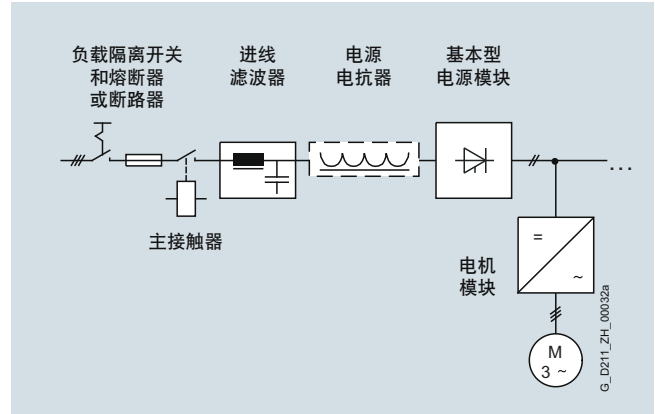 负载隔离开关
和熔断器
或断路器
进线
滤波器
电源
电抗器
基本型
电源模块
主接触器
...
=
~
电机
模块
M
3 ~
G_D211_ZH_00032a